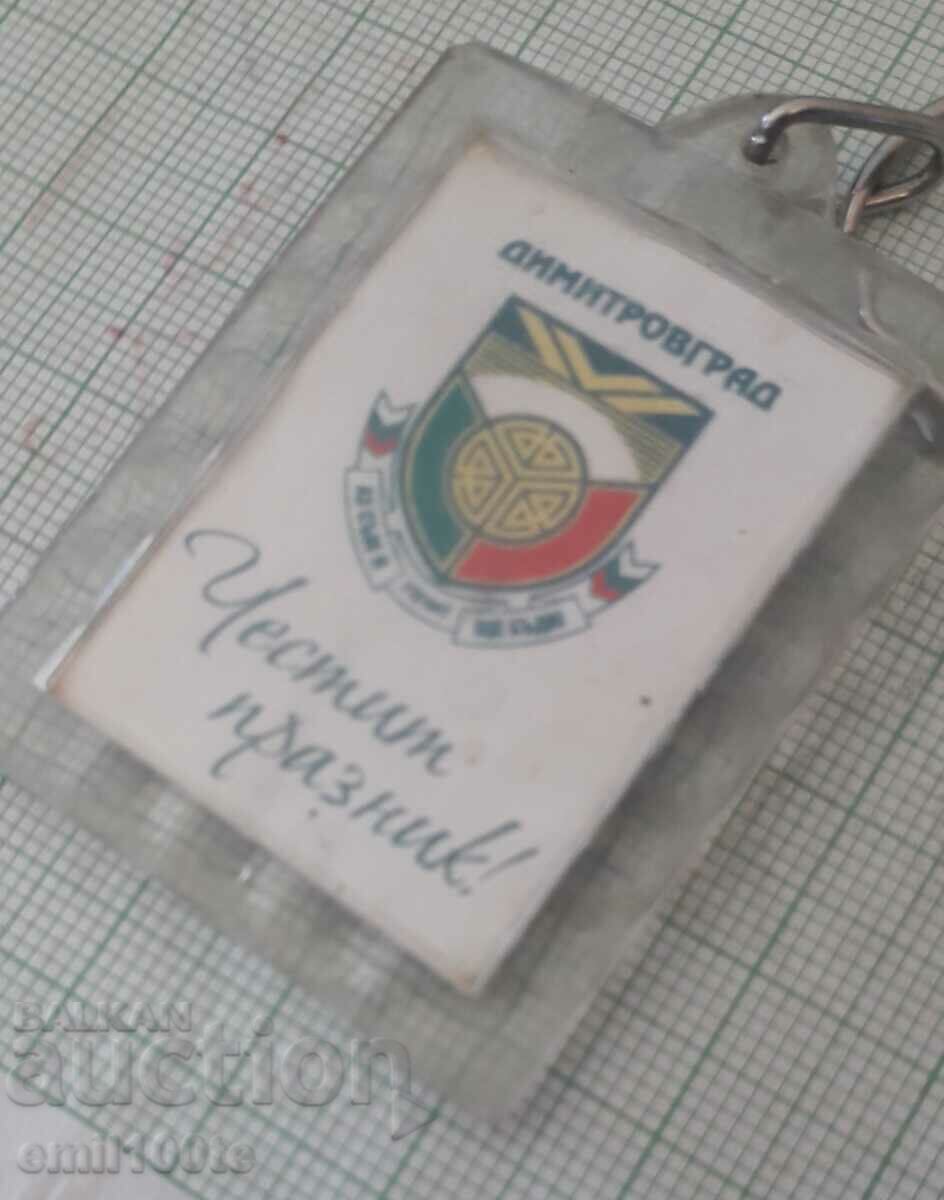 ДИМИТРОВГРАД
Честит
празник!
BALKAN
auction
emil100te